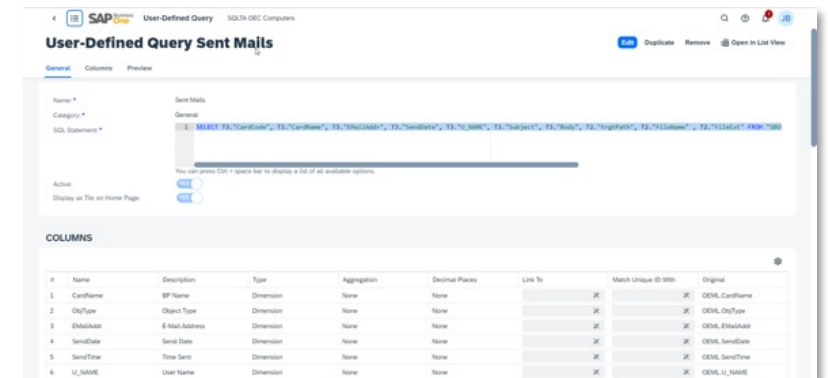 SAP Business One User-Defined Query SQLTA OEC Computers JB
User-Defined Query Sent Mails
Edit Duplicate Remove Open in List View
General Columns Preview
Name:* Sent Mails
Category:* General
SQL Statement:* 1 SELECT T3."CardCode", T3."CardName", T3."EMailAddr", T3."SendDate", T3."U_NAME", T3."Subject", T3."Body", T2."trgtPath", T2."FileName" , T2."FileExt" FROM "SBO
You can press Ctrl + space bar to display a list of all available options.
Active: YES
Display as Tile on Home Page: YES
COLUMNS
# Name Description Type Aggregation Decimal Places Link To Match Unique ID With Original
1 CardName BP Name Dimension None None OEML.CardName
2 ObjType Object Type Dimension None None OEML.ObjType
3 EMailAddr E-Mail Address Dimension None None OEML.EMailAddr
4 SendDate Send Date Dimension None None OEML.SendDate
5 SendTime Time Sent Dimension None None OEML.SendTime
6 U_NAME User Name Dimension None None OEML.U_NAME